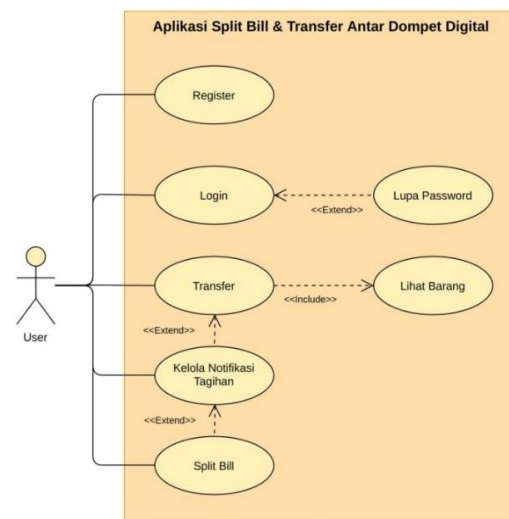 Aplikasi Split Bill & Transfer Antar Dompet Digital
Register
Login
<<Extend>>
Lupa Password
User
Transfer
<<Include>>
Lihat Barang
<<Extend>>
Kelola Notifikasi
Tagihan
<<Extend>>
Split Bill